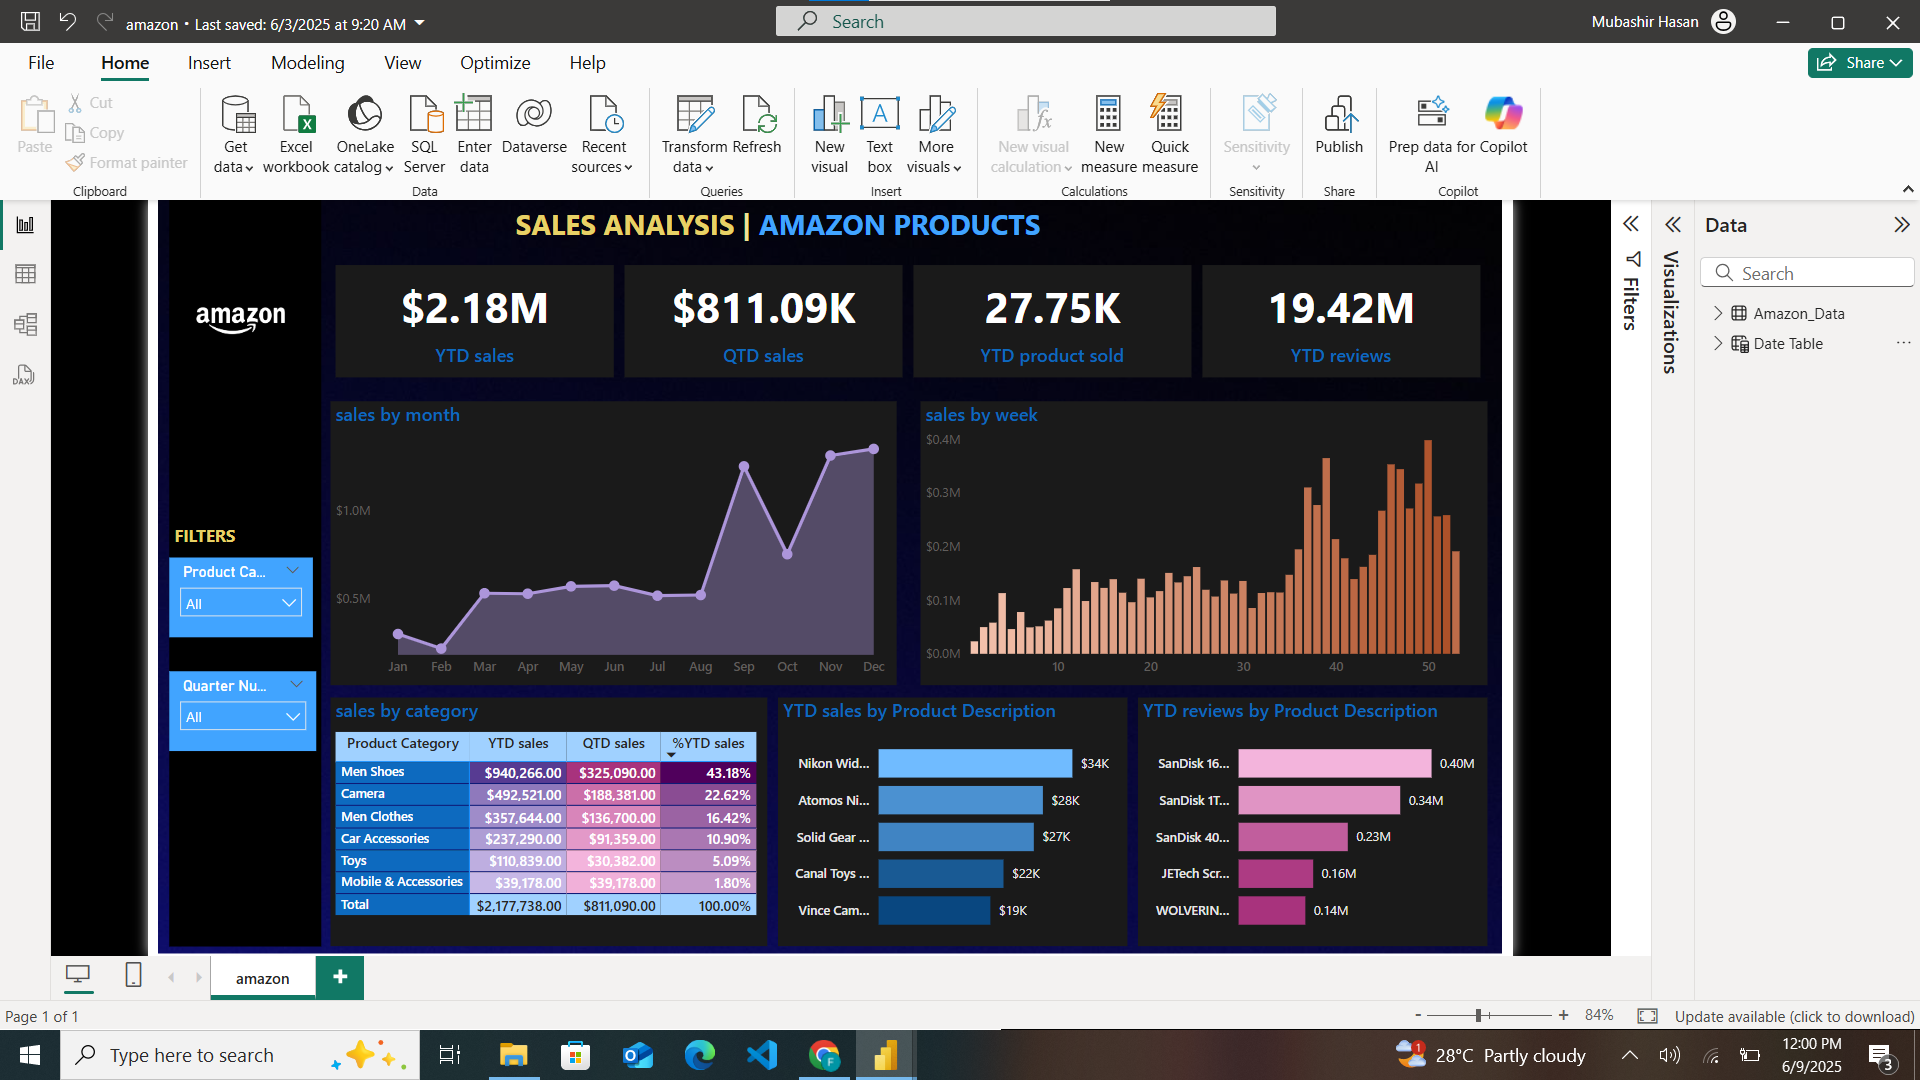 amazon • Last saved: 6/3/2025 at 9:20 AM
Search
Mubashir Hasan
File Home Insert Modeling View Optimize Help
Share
Paste
Cut
Copy
Format painter
Clipboard
Get data
Excel workbook
OneLake catalog
SQL Server
Enter data
Dataverse
Recent sources
Data
Transform data
Refresh
Queries
New visual
Text box
More visuals
Insert
New visual calculation
New measure
Quick measure
Calculations
Sensitivity
Sensitivity
Publish
Share
Prep data for AI
Copilot
Copilot
SALES ANALYSIS | AMAZON PRODUCTS
amazon
$2.18M
YTD sales
$811.09K
QTD sales
27.75K
YTD product sold
19.42M
YTD reviews
FILTERS
Product Ca...
All
Quarter Nu...
All
sales by month
$1.0M
$0.5M
Jan Feb Mar Apr May Jun Jul Aug Sep Oct Nov Dec
sales by week
$0.4M
$0.3M
$0.2M
$0.1M
$0.0M
10 20 30 40 50
sales by category
Product Category YTD sales QTD sales %YTD sales
Men Shoes $940,266.00 $325,090.00 43.18%
Camera $492,521.00 $188,381.00 22.62%
Men Clothes $357,644.00 $136,700.00 16.42%
Car Accessories $237,290.00 $91,359.00 10.90%
Toys $110,839.00 $30,382.00 5.09%
Mobile & Accessories $39,178.00 $39,178.00 1.80%
Total $2,177,738.00 $811,090.00 100.00%
YTD sales by Product Description
Nikon Wid... $34K
Atomos Ni... $28K
Solid Gear ... $27K
Canal Toys ... $22K
Vince Cam... $19K
YTD reviews by Product Description
SanDisk 16... 0.40M
SanDisk 1T... 0.34M
SanDisk 40... 0.23M
JETech Scr... 0.16M
WOLVERIN... 0.14M
Filters
Visualizations
Data
Search
Amazon_Data
Date Table
DAX
amazon
Page 1 of 1
84%
Update available (click to download)
Type here to search
28°C Partly cloudy
12:00 PM
6/9/2025
3